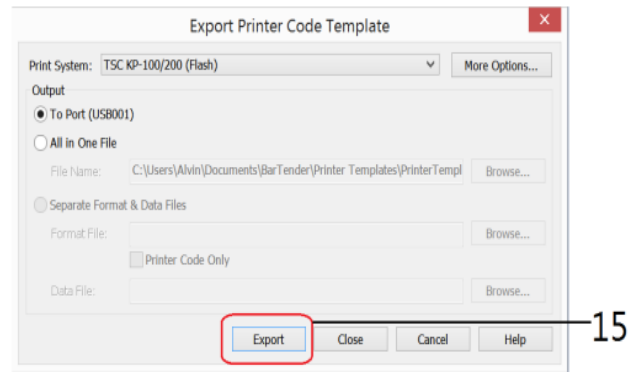 Export Printer Code Template
X
Print System: TSC KP-100/200 (Flash) More Options...
Output
To Port (USB001)
All in One File
File Name: C:\Users\Alvin\Documents\BarTender\Printer Templates\PrinterTempl Browse...
Separate Format & Data Files
Format File: Browse...
Printer Code Only
Data File: Browse...
Export Close Cancel Help
15